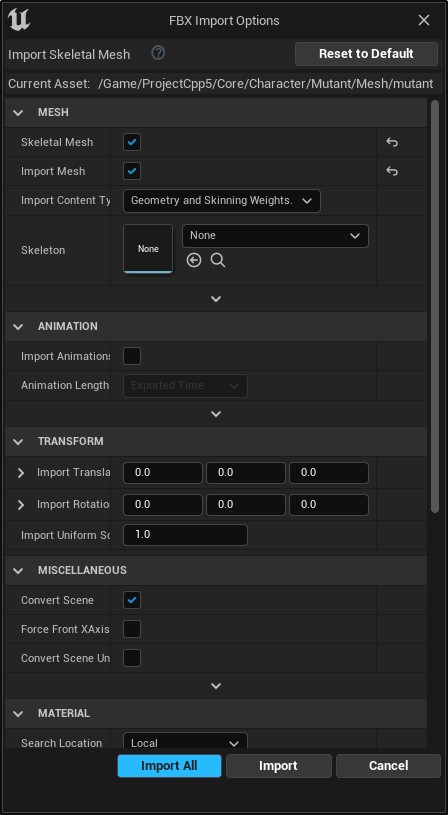 FBX Import Options
Import Skeletal Mesh
Reset to Default
Current Asset: /Game/ProjectCpp5/Core/Character/Mutant/Mesh/mutant
MESH
Skeletal Mesh
Import Mesh
Import Content Ty
Geometry and Skinning Weights.
Skeleton
None
None
ANIMATION
Import Animations
Animation Length
Exported Time
TRANSFORM
Import Transla
0.0
0.0
0.0
Import Rotatio
0.0
0.0
0.0
Import Uniform Sc
1.0
MISCELLANEOUS
Convert Scene
Force Front XAxis
Convert Scene Un
MATERIAL
Search Location
Local
Import All
Import
Cancel